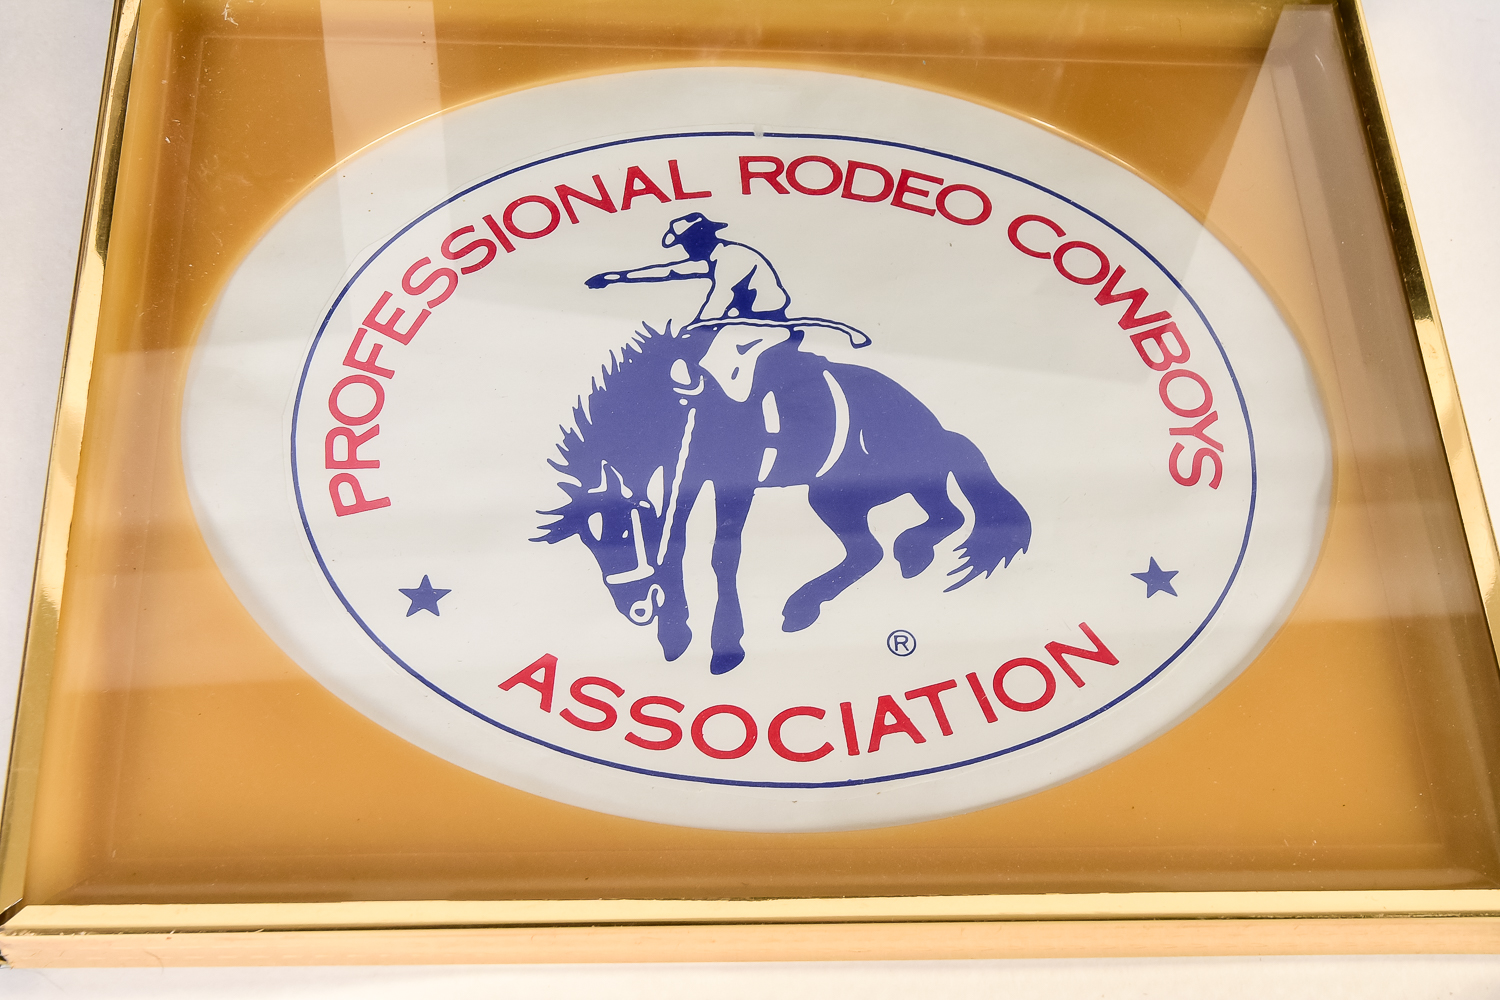 PROFESSIONAL RODEO COWBOYS
®
ASSOCIATION